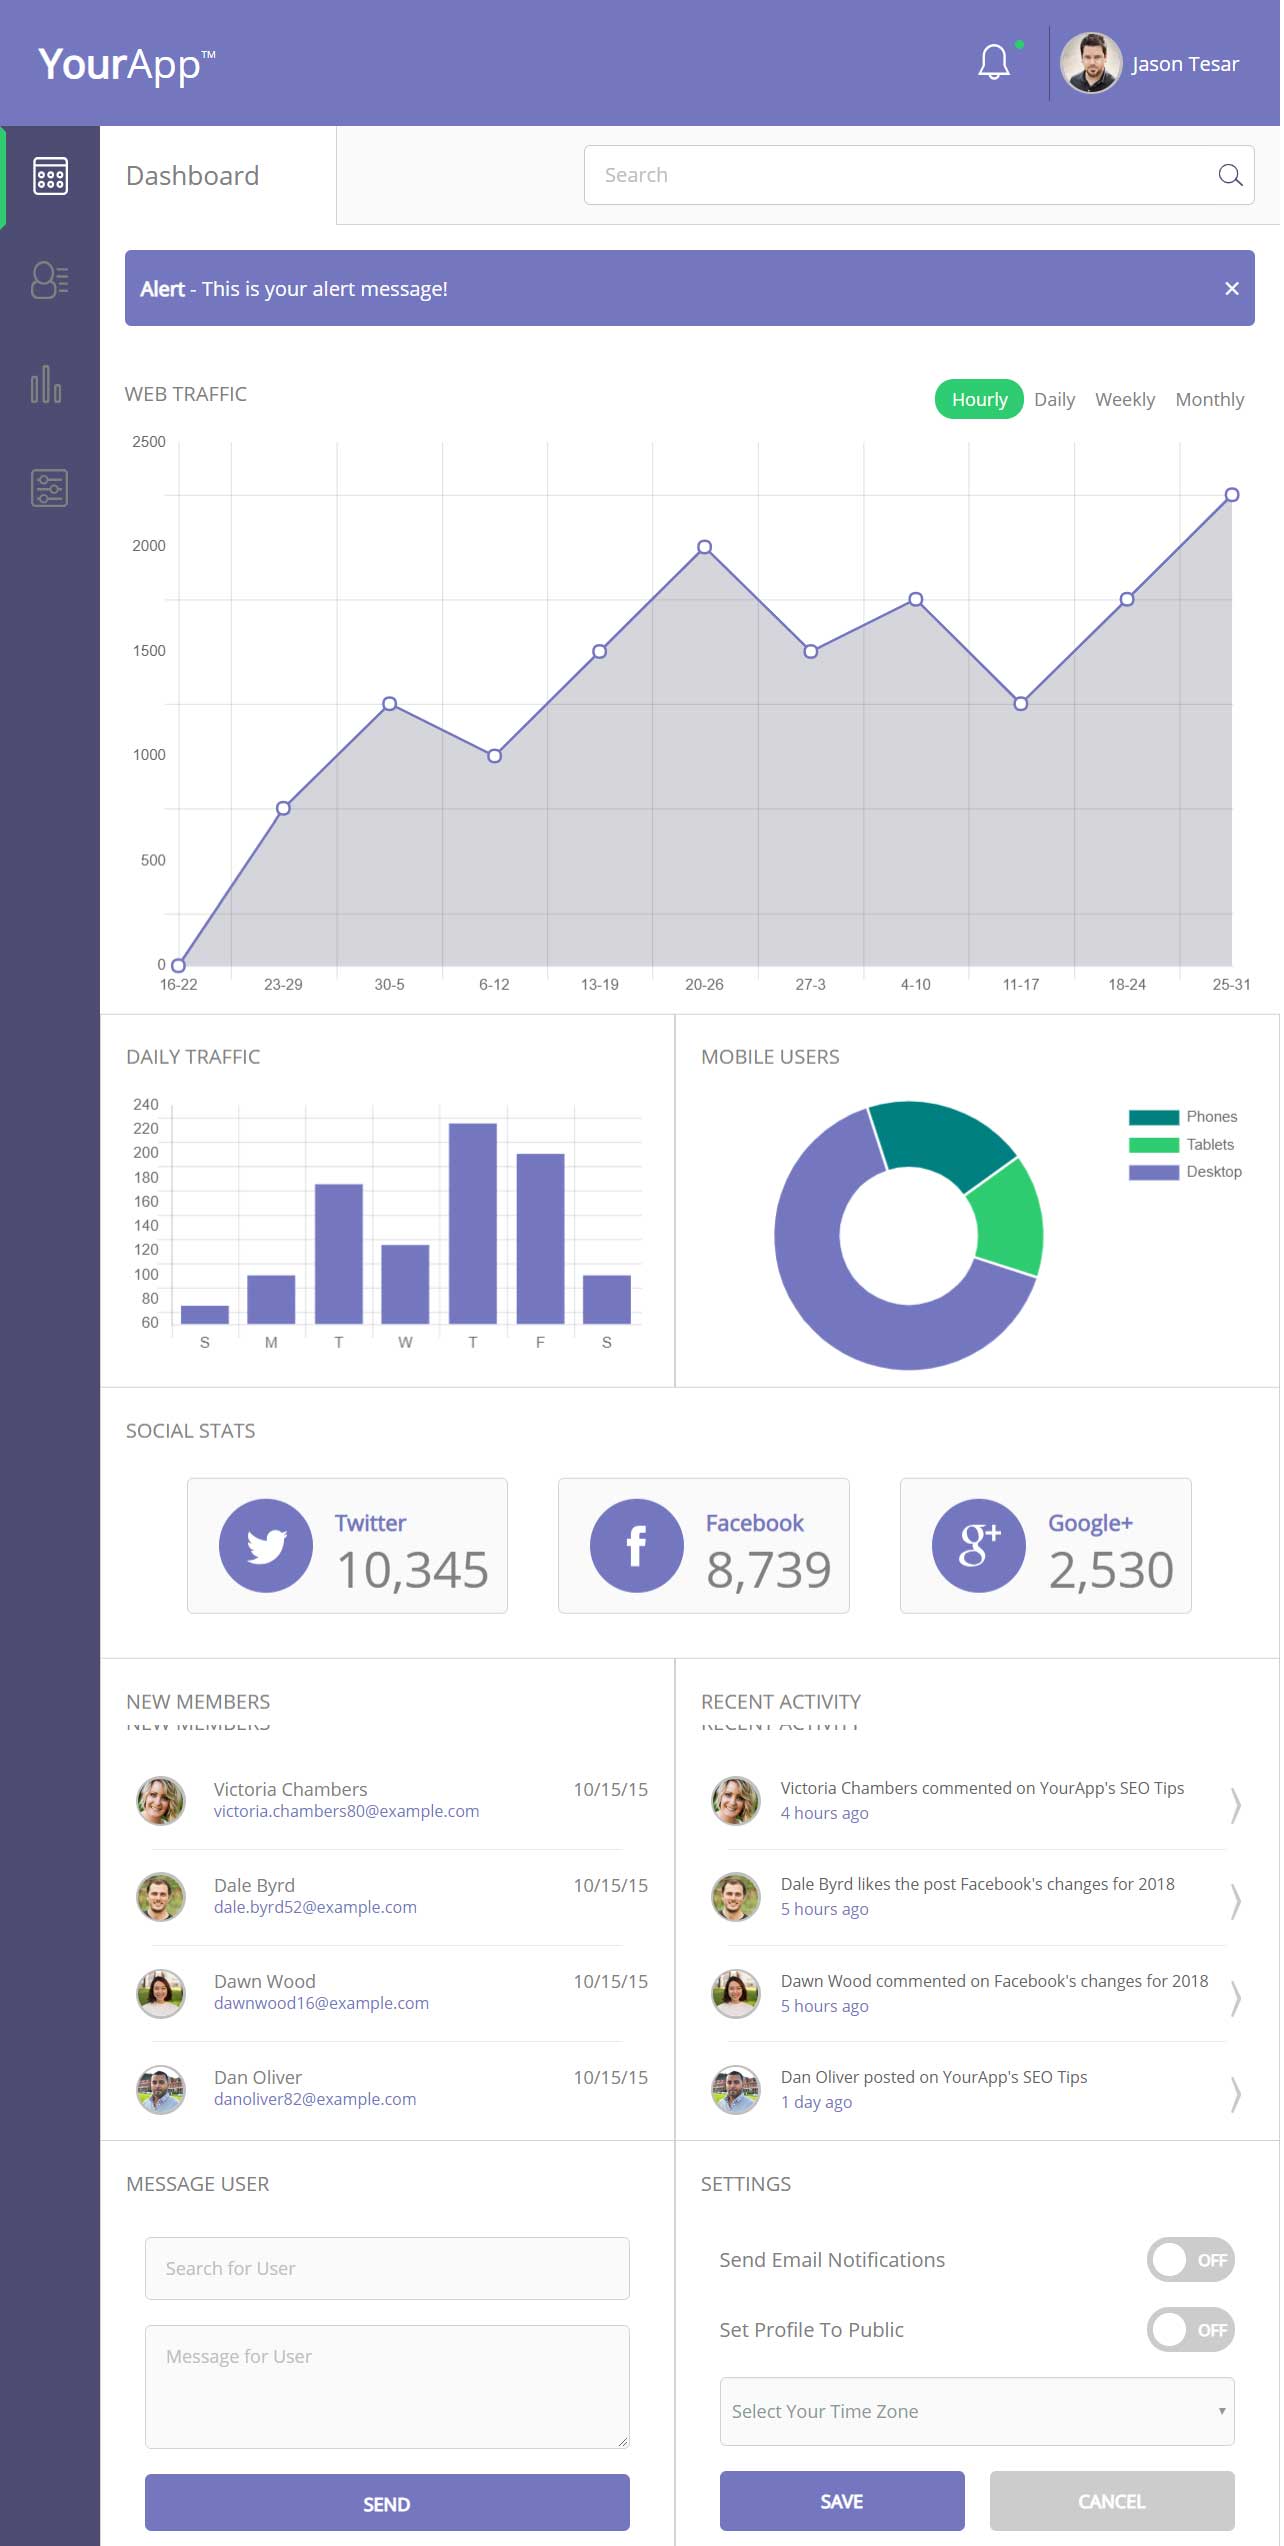 YourApp™
Jason Tesar
Dashboard
Search
Alert - This is your alert message!
×
WEB TRAFFIC
Hourly Daily Weekly Monthly
2500
2000
1500
1000
500
0
16-22 23-29 30-5 6-12 13-19 20-26 27-3 4-10 11-17 18-24 25-31
DAILY TRAFFIC
240
220
200
180
160
140
120
100
80
60
S M T W T F S
MOBILE USERS
Phones
Tablets
Desktop
SOCIAL STATS
Twitter
10,345
f
Facebook
8,739
g+
Google+
2,530
NEW MEMBERS
NEW MEMBERS
Victoria Chambers 10/15/15
victoria.chambers80@example.com
Dale Byrd 10/15/15
dale.byrd52@example.com
Dawn Wood 10/15/15
dawnwood16@example.com
Dan Oliver 10/15/15
danoliver82@example.com
RECENT ACTIVITY
RECENT ACTIVITY
Victoria Chambers commented on YourApp's SEO Tips
4 hours ago
Dale Byrd likes the post Facebook's changes for 2018
5 hours ago
Dawn Wood commented on Facebook's changes for 2018
5 hours ago
Dan Oliver posted on YourApp's SEO Tips
1 day ago
MESSAGE USER
Search for User
Message for User
SEND
SETTINGS
Send Email Notifications OFF
Set Profile To Public OFF
Select Your Time Zone
SAVE CANCEL